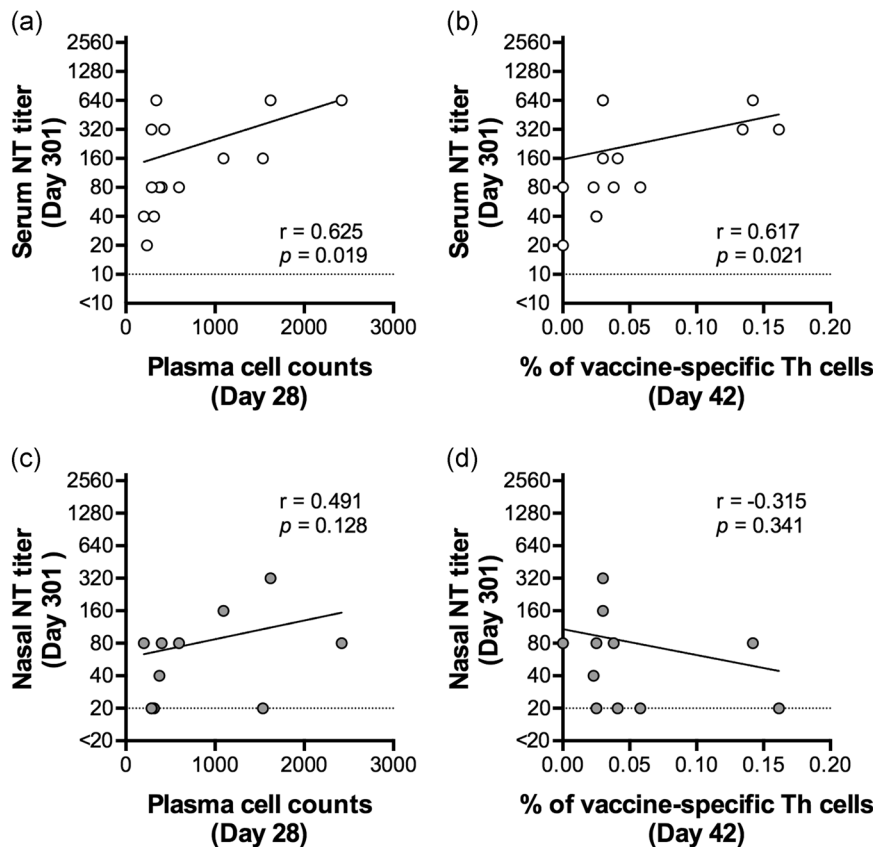 (a)
Serum NT titer
(Day 301)
2560
1280
640
320
160
80
40
20
10
<10
r = 0.625
p = 0.019
0
1000
2000
3000
Plasma cell counts
(Day 28)
(b)
Serum NT titer
(Day 301)
2560
1280
640
320
160
80
40
20
10
<10
r = 0.617
p = 0.021
0.00
0.05
0.10
0.15
0.20
% of vaccine-specific Th cells
(Day 42)
(c)
Nasal NT titer
(Day 301 )
2560
1280
640
320
160
80
40
20
<20
r = 0.491
p = 0.128
0
1000
2000
3000
Plasma cell counts
(Day 28)
(d)
Nasal NT titer
(Day 301)
2560
1280
640
320
160
80
40
20
<20
r = -0.315
p = 0.341
0.00
0.05
0.10
0.15
0.20
% of vaccine-specific Th cells
(Day 42)